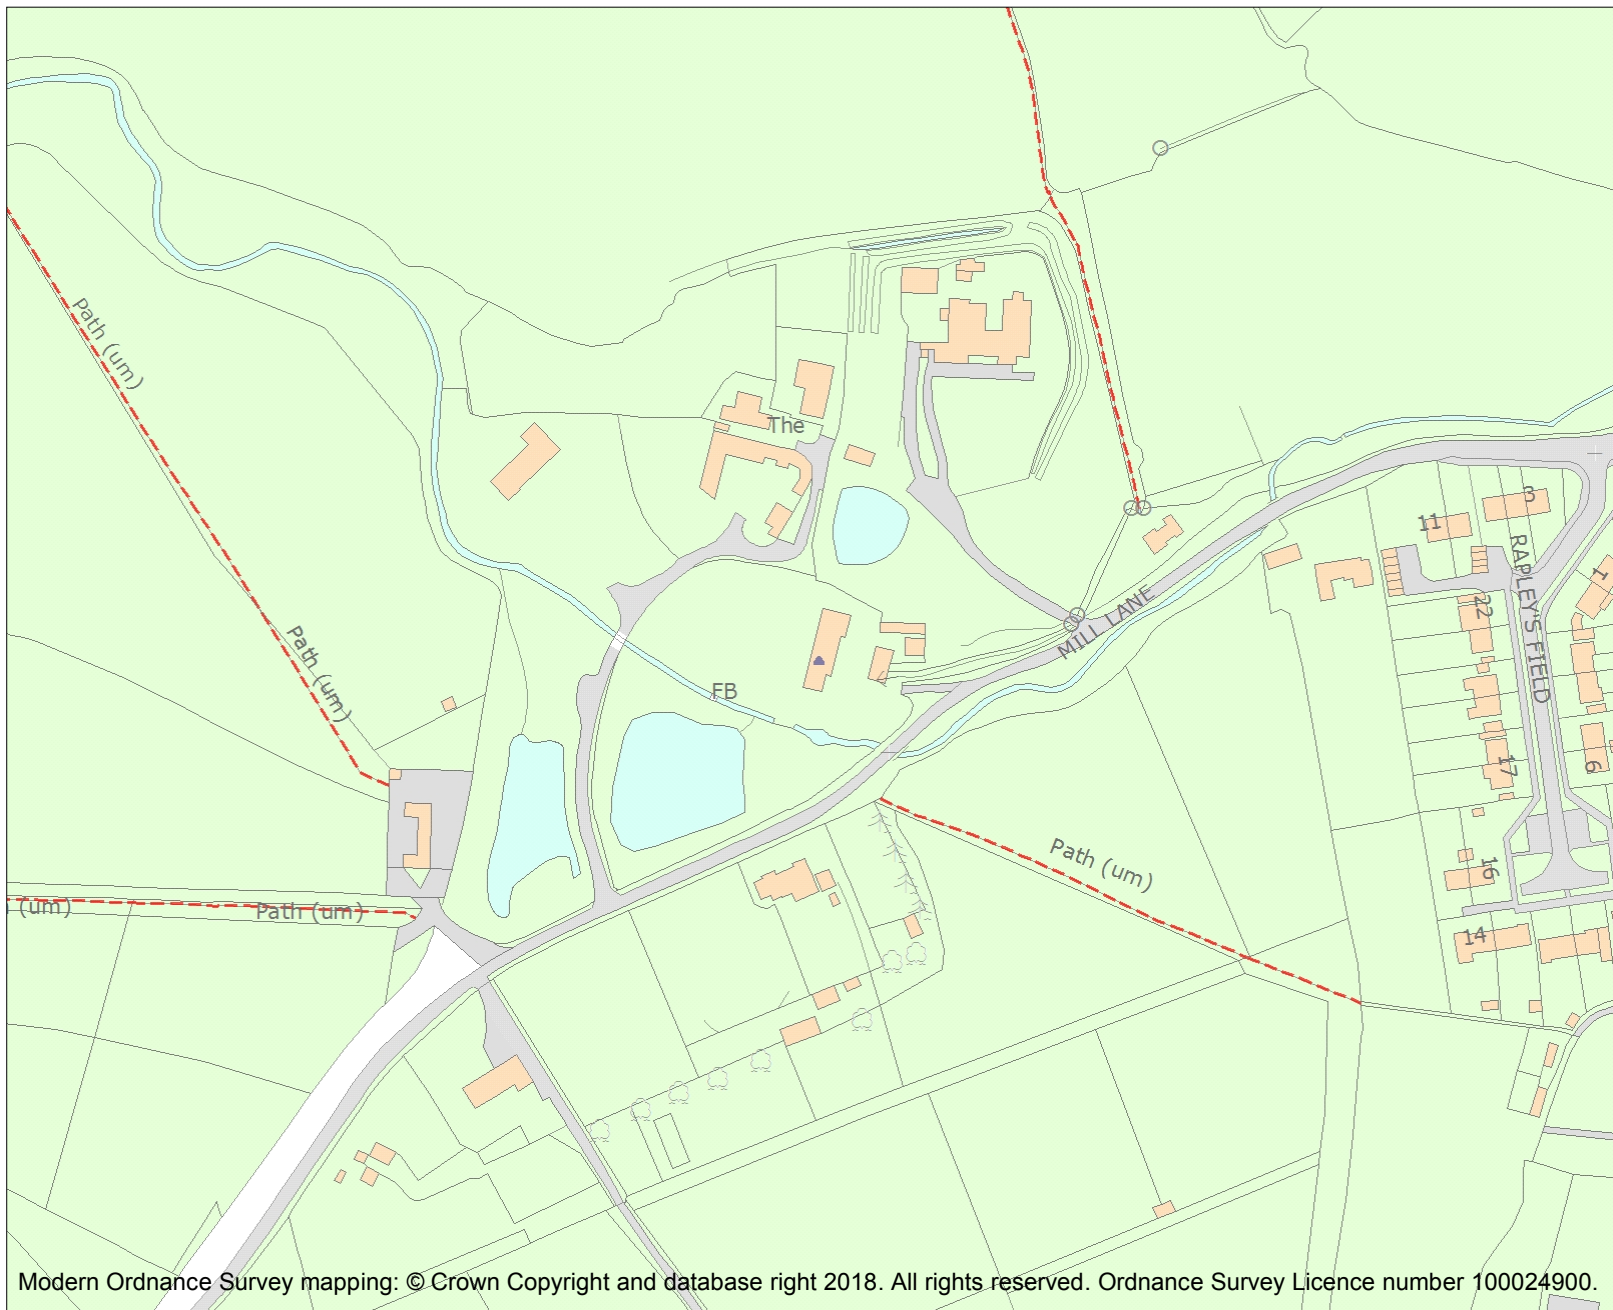 Path (um)
The
3
11
RAPLEY'S FIELD
1
22
MILL LANE
Path (um)
FB
17
6
Path (um)
16
(um)
Path (um)
14
Modern Ordnance Survey mapping: © Crown Copyright and database right 2018. All rights reserved. Ordnance Survey Licence number 100024900.